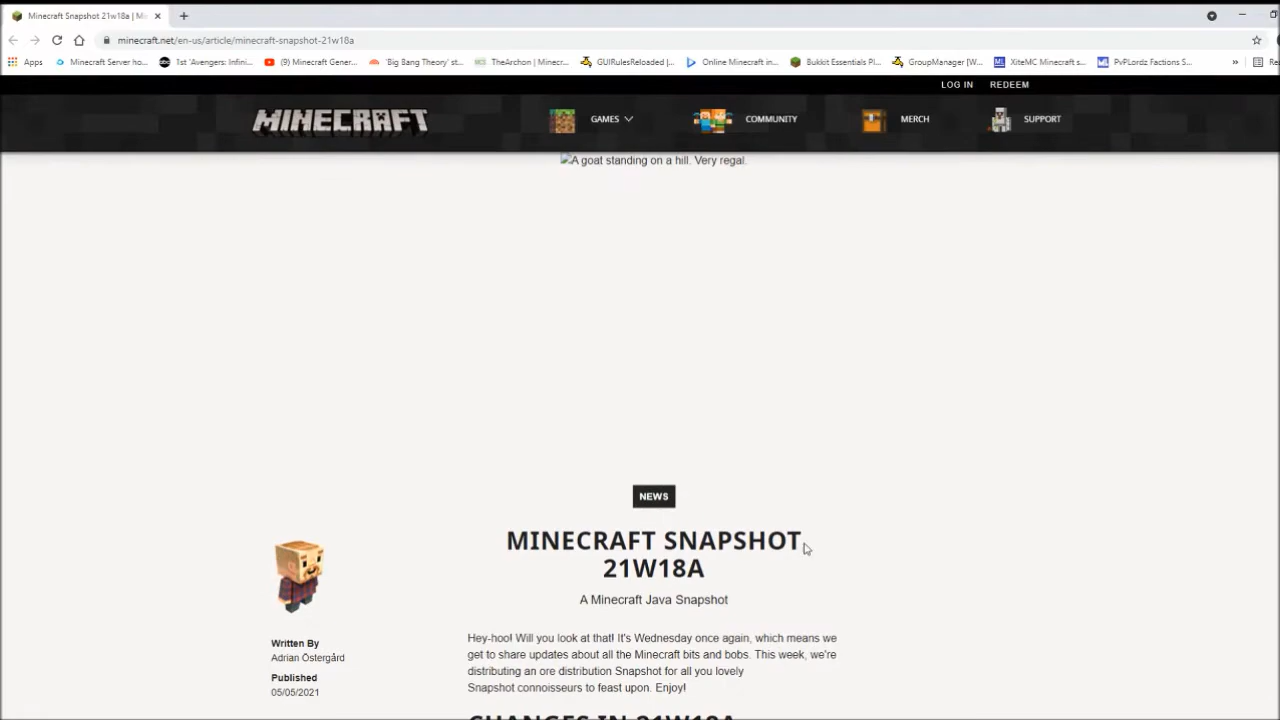 Minecraft Snapshot 21w18a | M
minecraft.net/en-us/article/minecraft-snapshot-21w18a
Apps
Minecraft Server ho...
1st 'Avengers: Infini...
(9) Minecraft Gener...
'Big Bang Theory' st...
TheArchon | Minecr...
GUIRulesReloaded |...
Online Minecraft in...
Bukkit Essentials Pl...
GroupManager [W...
XiteMC Minecraft s...
PvPLordz Factions S...
»
Re
LOG IN REDEEM
MINECRAFT
GAMES
COMMUNITY
MERCH
SUPPORT
A goat standing on a hill. Very regal.
NEWS
MINECRAFT SNAPSHOT
21W18A
A Minecraft Java Snapshot
Written By
Adrian Östergård
Published
05/05/2021
Hey-hoo! Will you look at that! It's Wednesday once again, which means we
get to share updates about all the Minecraft bits and bobs. This week, we're
distributing an ore distribution Snapshot for all you lovely
Snapshot connoisseurs to feast upon. Enjoy!
CHANGES IN 21W18A